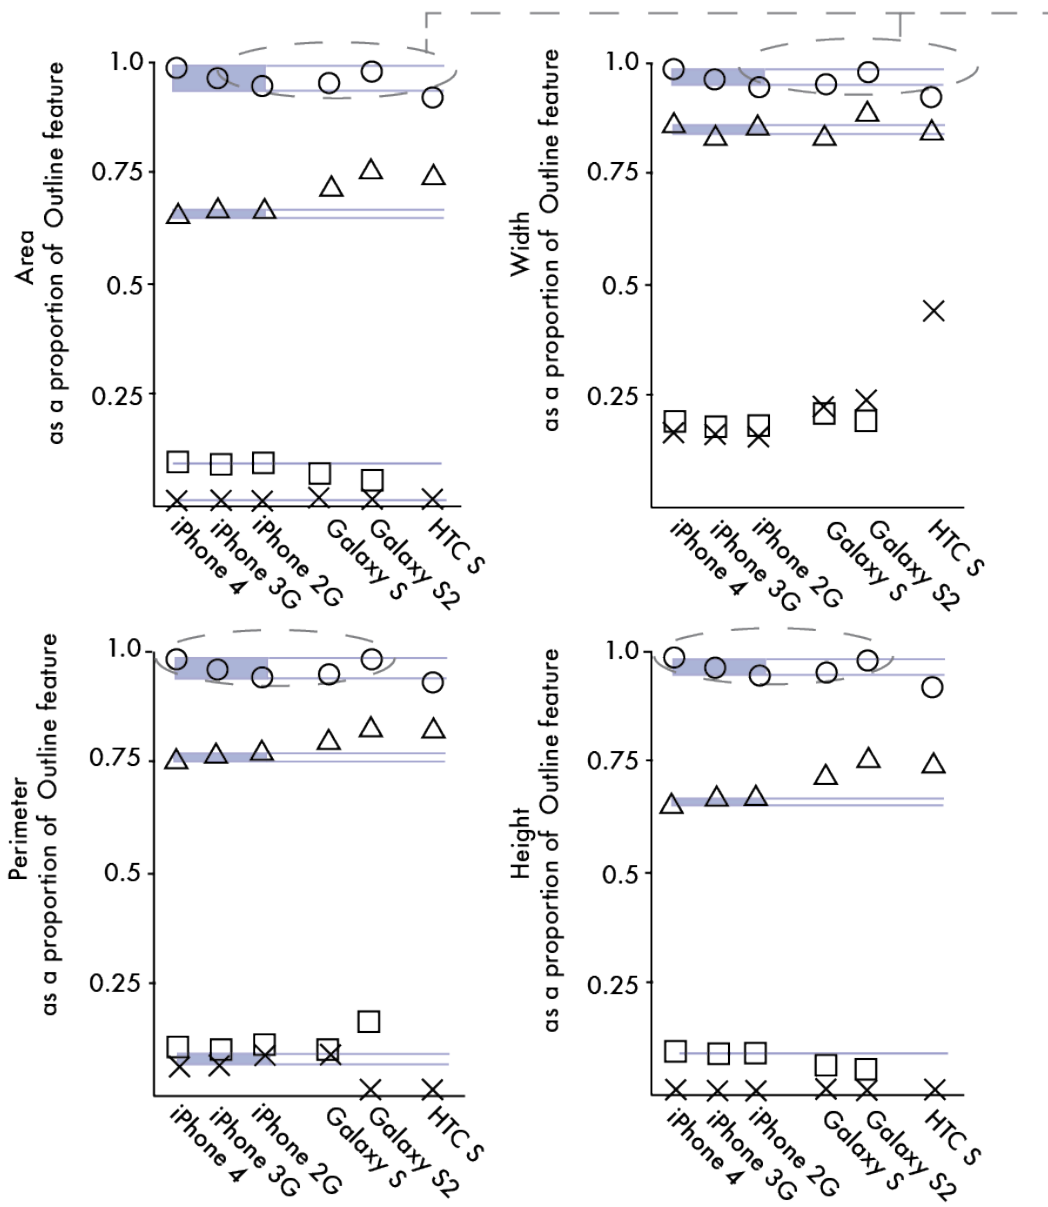 Area
as a proportion of Outline feature
1.0
0.75
0.5
0.25
iPhone 4
iPhone 3G
iPhone 2G
Galaxy S
Galaxy S2
HTC S
Width
as a proportion of Outline feature
1.0
0.75
0.5
0.25
iPhone 4
iPhone 3G
iPhone 2G
Galaxy S
Galaxy S2
HTC S
Perimeter
as a proportion of Outline feature
1.0
0.75
0.5
0.25
iPhone 4
iPhone 3G
iPhone 2G
Galaxy S
Galaxy S2
HTC S
Height
as a proportion of Outline feature
1.0
0.75
0.5
0.25
iPhone 4
iPhone 3G
iPhone 2G
Galaxy S
Galaxy S2
HTC S